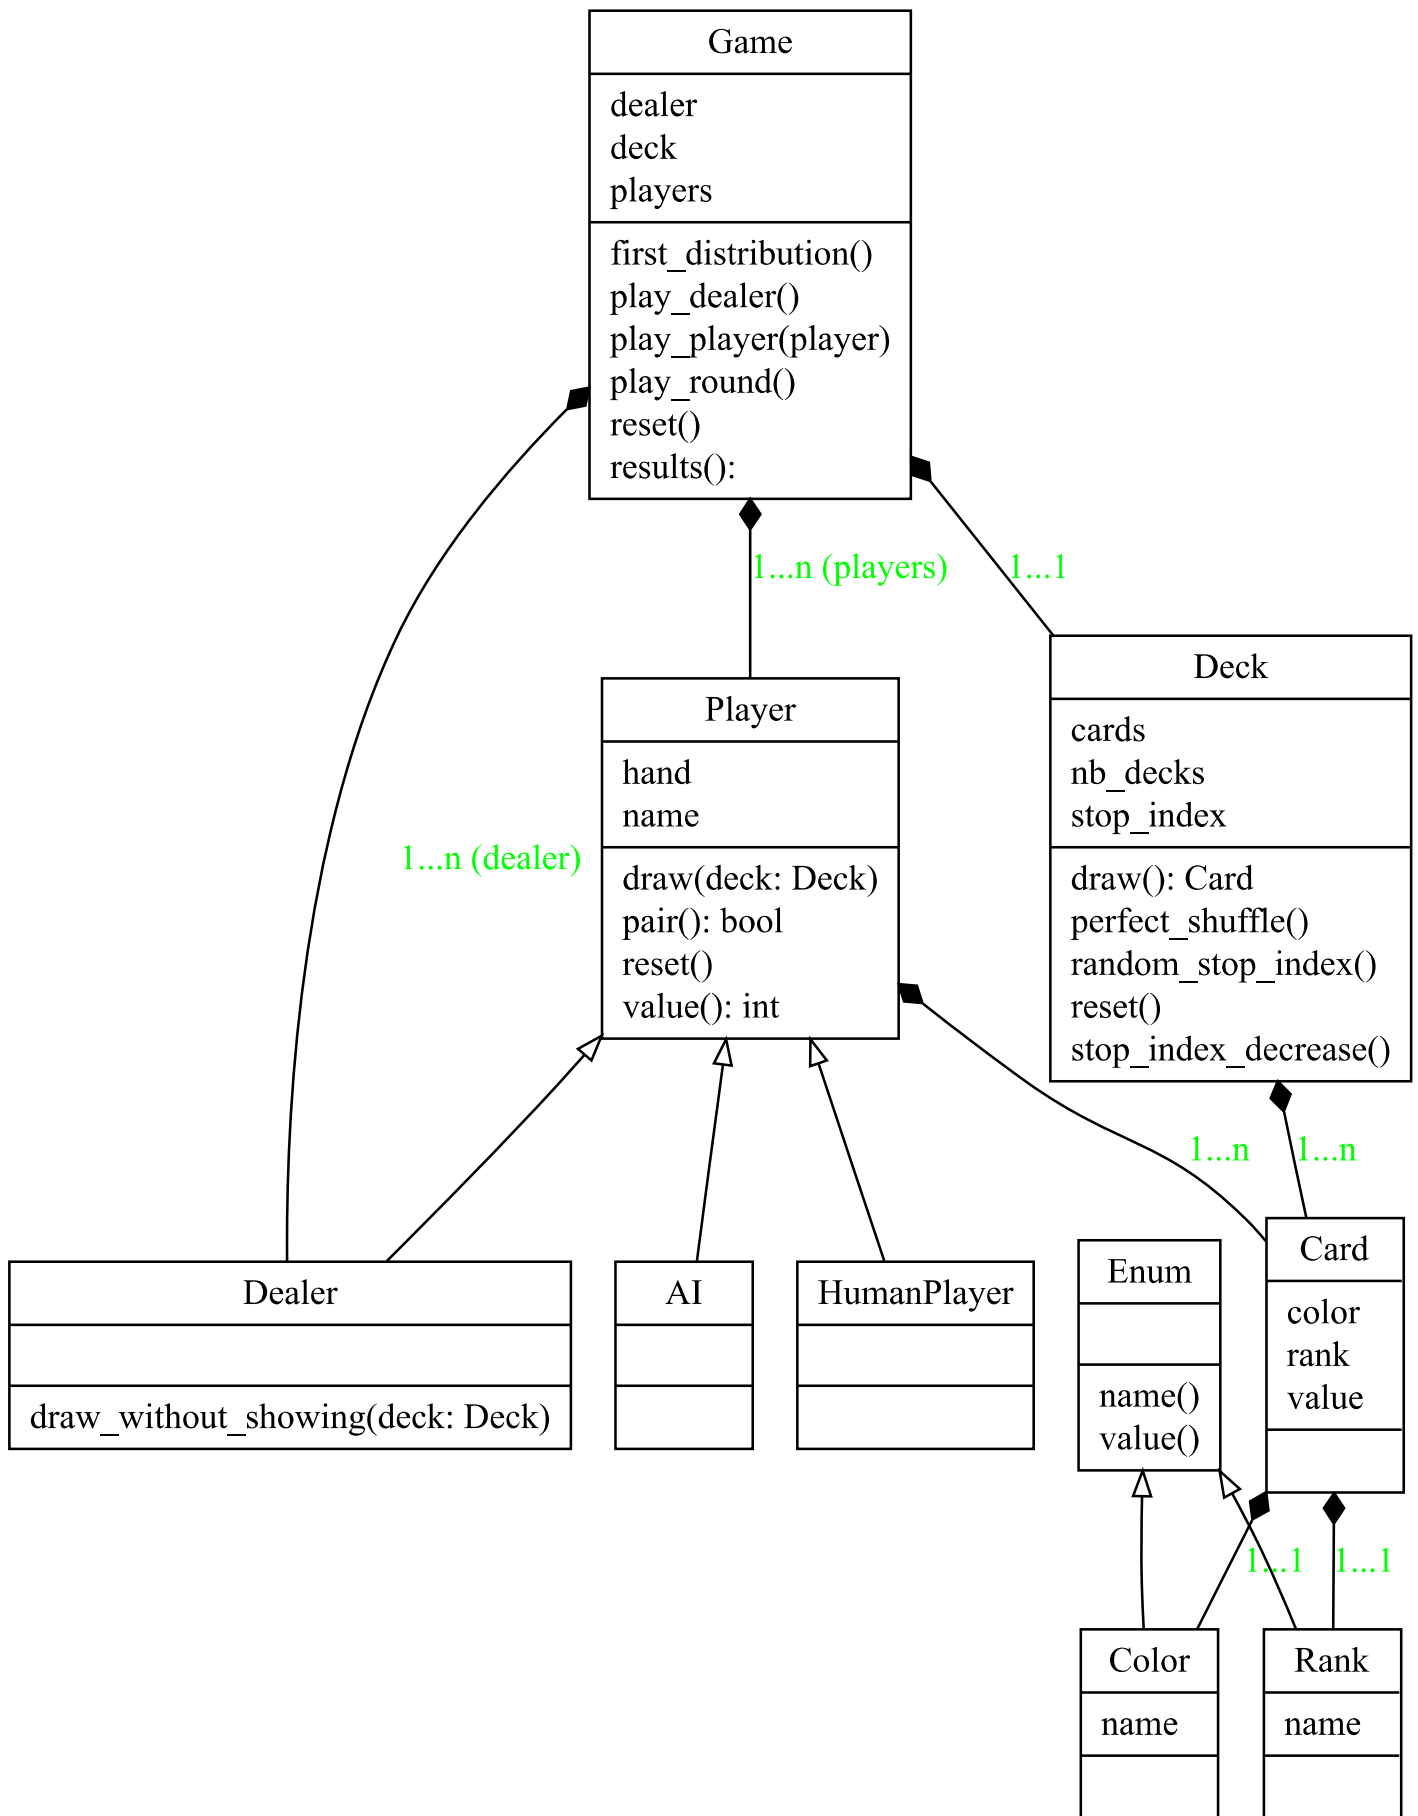 Game
dealer
deck
players
first_distribution()
play_dealer()
play_player(player)
play_round()
reset()
results():
1...n (players)
1...1
Player
hand
name
draw(deck: Deck)
pair(): bool
reset()
value(): int
Deck
cards
nb_decks
stop_index
draw(): Card
perfect_shuffle()
random_stop_index()
reset()
stop_index_decrease()
1...n (dealer)
1...n
1...n
Dealer
draw_without_showing(deck: Deck)
AI
HumanPlayer
Enum
name()
value()
Card
color
rank
value
1...1
1...1
Color
name
Rank
name